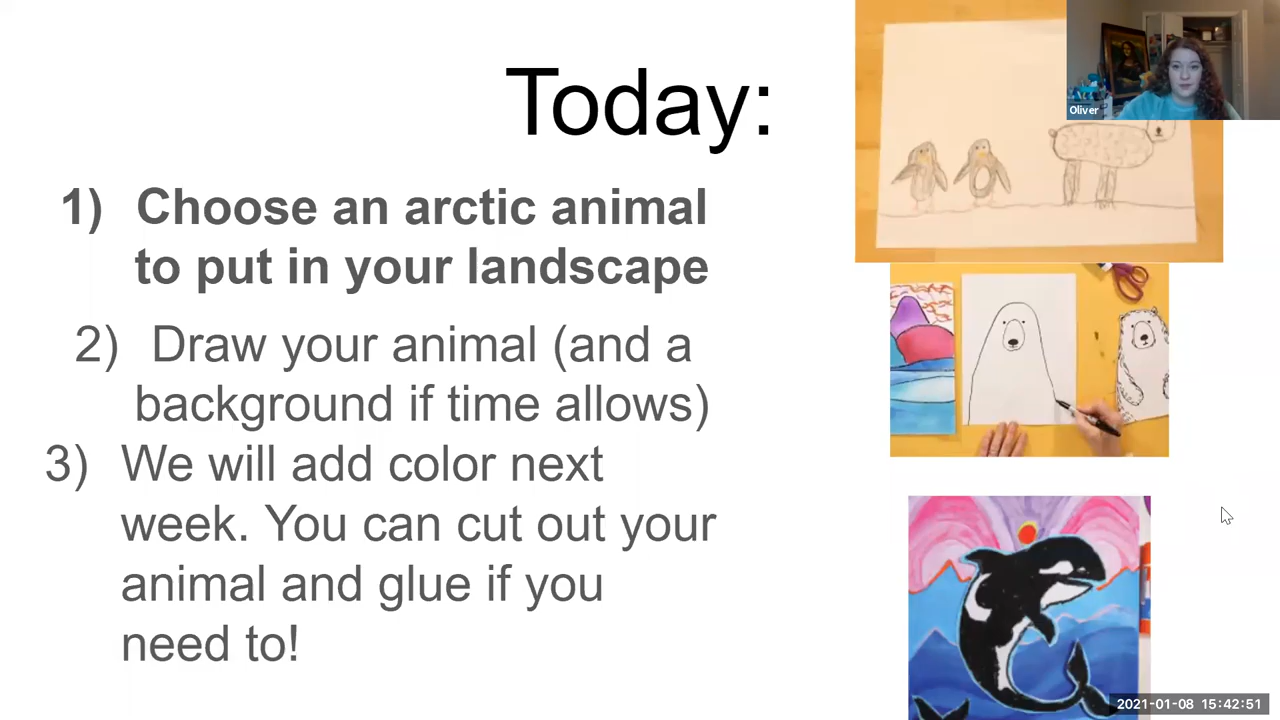 Today:
Oliver
1) Choose an arctic animal
to put in your landscape
2) Draw your animal (and a
background if time allows)
3) We will add color next
week. You can cut out your
animal and glue if you
need to!
2021-01-08 15:42:51